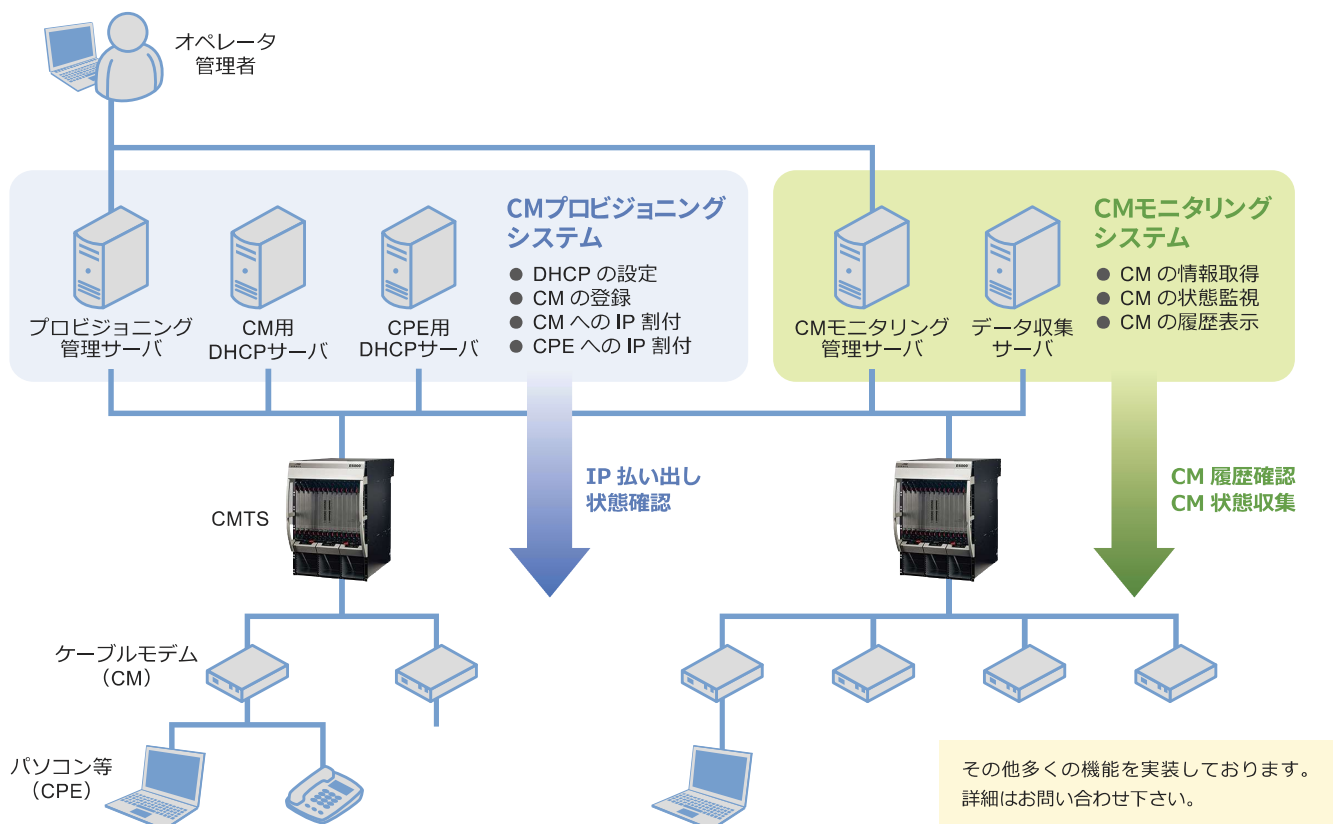 オペレータ
管理者
CMプロビジョニング
システム
● DHCP の設定
● CM の登録
● CM への IP 割付
● CPE への IP 割付
プロビジョニング
管理サーバ
CM用
DHCPサーバ
CPE用
DHCPサーバ
CMモニタリング
システム
● CM の情報取得
● CM の状態監視
● CM の履歴表示
CMモニタリング
管理サーバ
データ収集
サーバ
IP 払い出し
状態確認
CM 履歴確認
CM 状態収集
CMTS
ケーブルモデム
（CM）
パソコン等
（CPE）
その他多くの機能を実装しております。
詳細はお問い合わせ下さい。